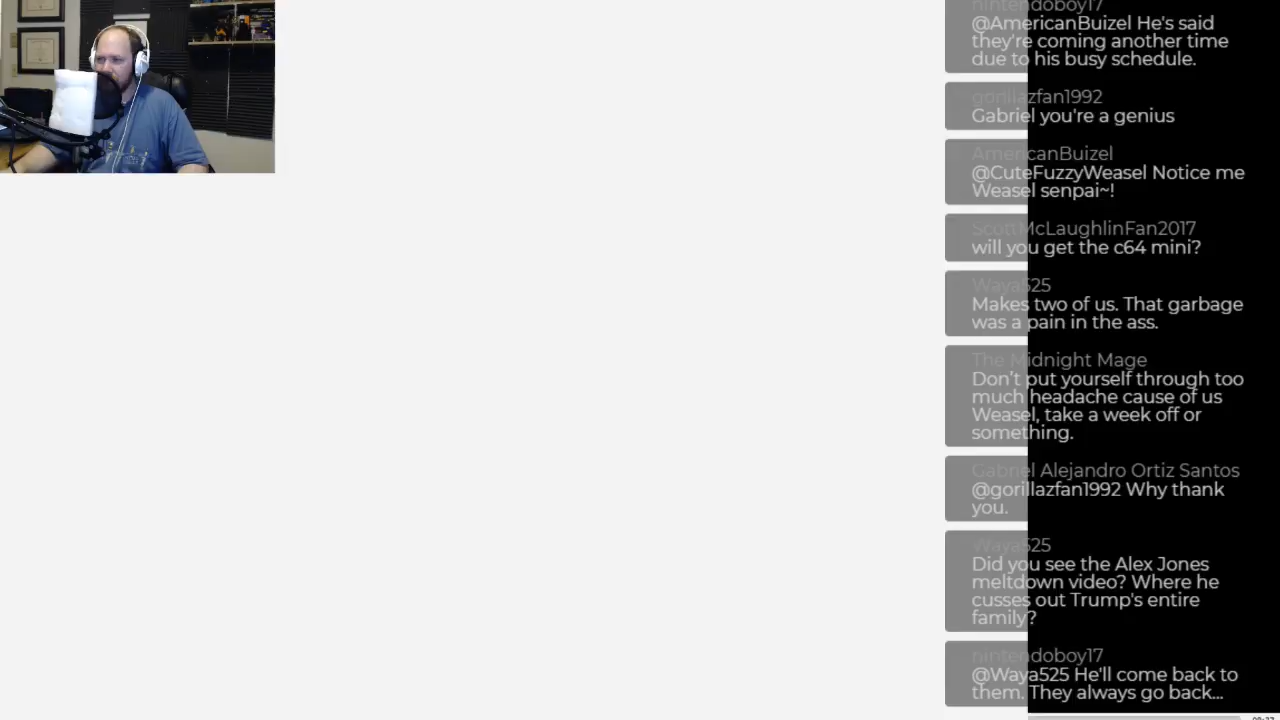 nintendoboy17
@AmericanBuizel He's said
they're coming another time
due to his busy schedule.
gorillazfan1992
Gabriel you're a genius
AmericanBuizel
@CuteFuzzyWeasel Notice me
Weasel senpai~!
ScottMcLaughlinFan2017
will you get the c64 mini?
Waya525
Makes two of us. That garbage
was a pain in the ass.
The Midnight Mage
Don't put yourself through too
much headache cause of us
Weasel, take a week off or
something.
Gabriel Alejandro Ortiz Santos
@gorillazfan1992 Why thank
you.
Waya525
Did you see the Alex Jones
meltdown video? Where he
cusses out Trump's entire
family?
nintendoboy17
@Waya525 He'll come back to
them. They always go back...